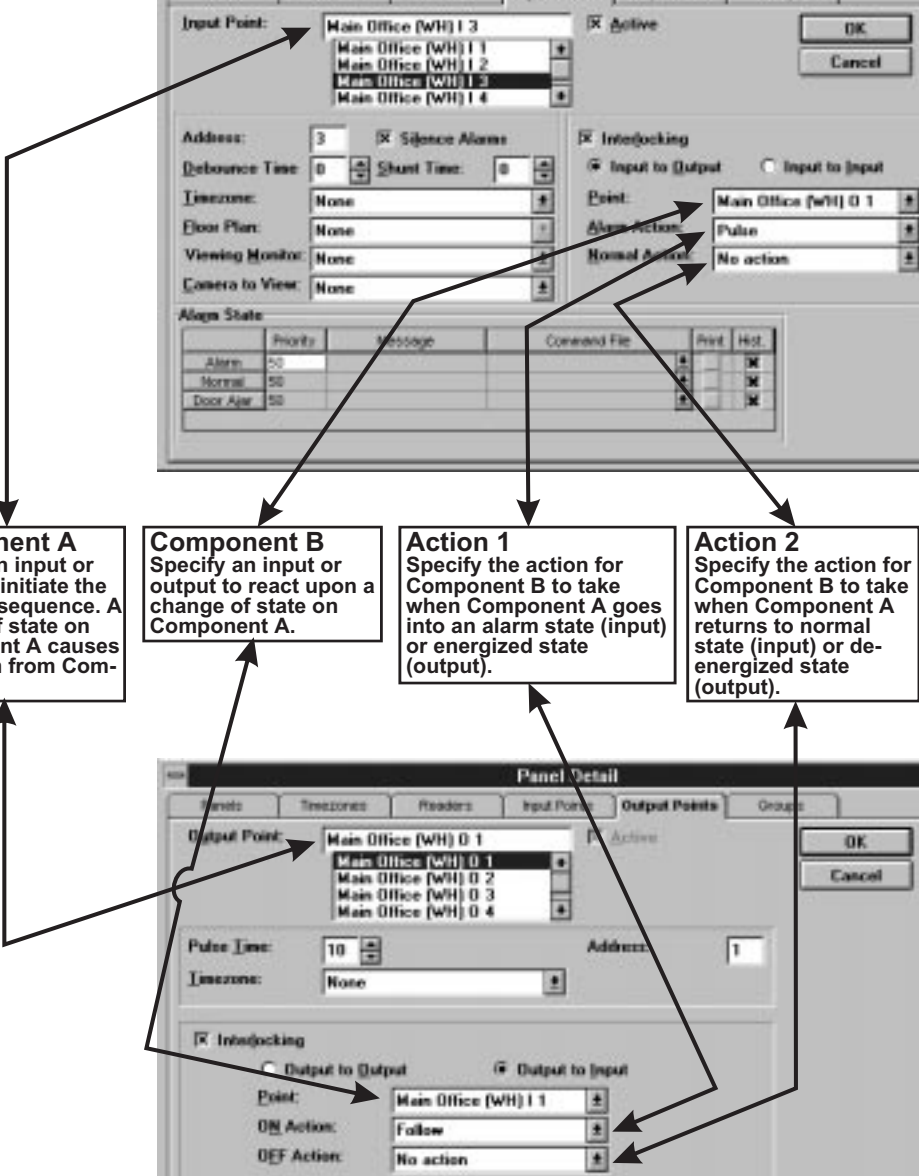 Input Point:
Main Office (WH) I 3
Active
OK
Main Office (WH) I 1
Main Office (WH) I 2
Main Office (WH) I 3
Main Office (WH) I 4
Cancel
Address:
3
Silence Alarms
Interlocking
Debounce Time
0
Shunt Time:
0
Input to Output
Input to Input
Timezone:
None
Point:
Main Office (WH) O 1
Floor Plan:
None
Alarm Action:
Pulse
Viewing Monitor:
None
Normal Action:
No action
Camera to View:
None
Alarm State
Priority
Message
Command File
Print
Hist.
Alarm
50
Normal
50
Door Ajar
50
nent A
n input or
initiate the
sequence. A
f state on
nt A causes
n from Com-
Component B
Specify an input or
output to react upon a
change of state on
Component A.
Action 1
Specify the action for
Component B to take
when Component A goes
into an alarm state (input)
or energized state
(output).
Action 2
Specify the action for
Component B to take
when Component A
returns to normal
state (input) or de-
energized state
(output).
Panel Detail
Panels
Timezones
Readers
Input Points
Output Points
Groups
Output Point:
Main Office (WH) O 1
Active
OK
Main Office (WH) O 1
Main Office (WH) O 2
Main Office (WH) O 3
Main Office (WH) O 4
Cancel
Pulse Time:
10
Address:
1
Timezone:
None
Interlocking
Output to Output
Output to Input
Point:
Main Office (WH) I 1
ON Action:
Follow
OFF Action:
No action